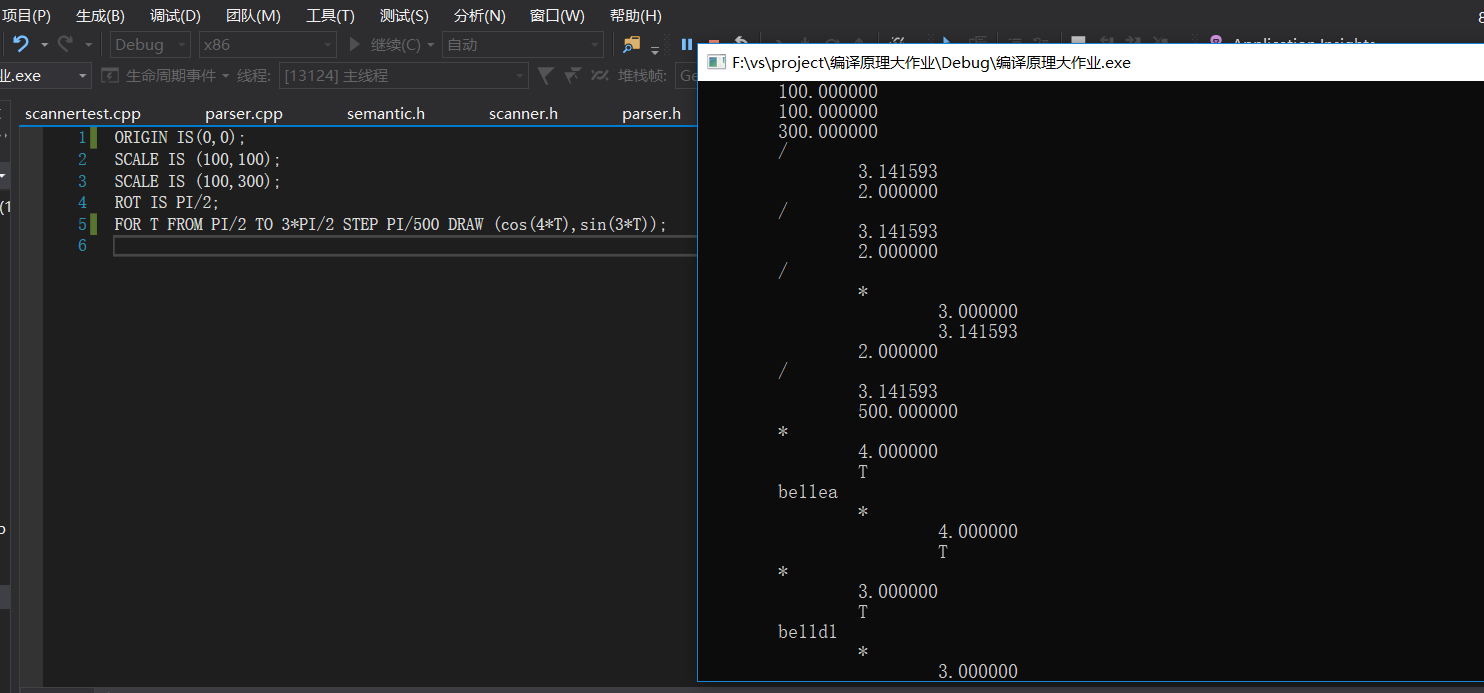 项目(P) 生成(B) 调试(D) 团队(M) 工具(T) 测试(S) 分析(N) 窗口(W) 帮助(H)
Debug x86 继续(C) 自动
Application Insights
.exe 生命周期事件 线程: [13124] 主线程 堆栈帧:
F:\vs\project\编译原理大作业\Debug\编译原理大作业.exe
scannertest.cpp parser.cpp semantic.h scanner.h parser.h
1 ORIGIN IS(0,0);
2 SCALE IS (100,100);
3 SCALE IS (100,300);
4 ROT IS PI/2;
5 FOR T FROM PI/2 TO 3*PI/2 STEP PI/500 DRAW (cos(4*T),sin(3*T));
6
100.000000
100.000000
300.000000
/
3.141593
2.000000
/
3.141593
2.000000
/
*
3.000000
3.141593
2.000000
/
3.141593
500.000000
*
4.000000
T
bellea
*
4.000000
T
*
3.000000
T
belldl
*
3.000000